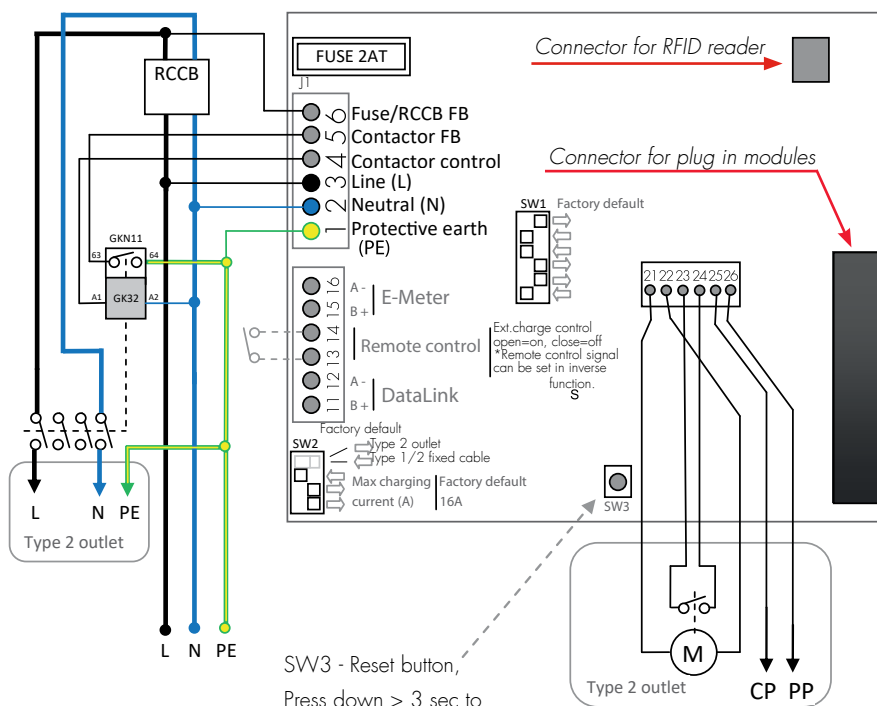 RCCB
FUSE 2AT
J1
Connector for RFID reader
6 Fuse/RCCB FB
5 Contactor FB
4 Contactor control
3 Line (L)
2 Neutral (N)
1 Protective earth
(PE)
Connector for plug in modules
SW1
Factory default
GKN11
63
64
A1
GK32
A2
21 22 23 24 25 26
16 A -
15 B +
E-Meter
14
13
Remote control
Ext.charge control
open=on, close=off
*Remote control signal
can be set in inverse
function.
S
12 A -
11 B +
DataLink
Factory default
SW2
Type 2 outlet
Type 1/2 fixed cable
Max charging
current (A)
Factory default
16A
SW3
L N PE
Type 2 outlet
L N PE
SW3 - Reset button,
Press down > 3 sec to
M
Type 2 outlet
CP PP